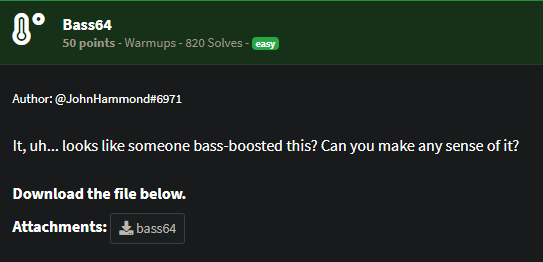 Bass64
50 points - Warmups - 820 Solves - easy
Author: @JohnHammond#6971
It, uh... looks like someone bass-boosted this? Can you make any sense of it?
Download the file below.
Attachments: bass64